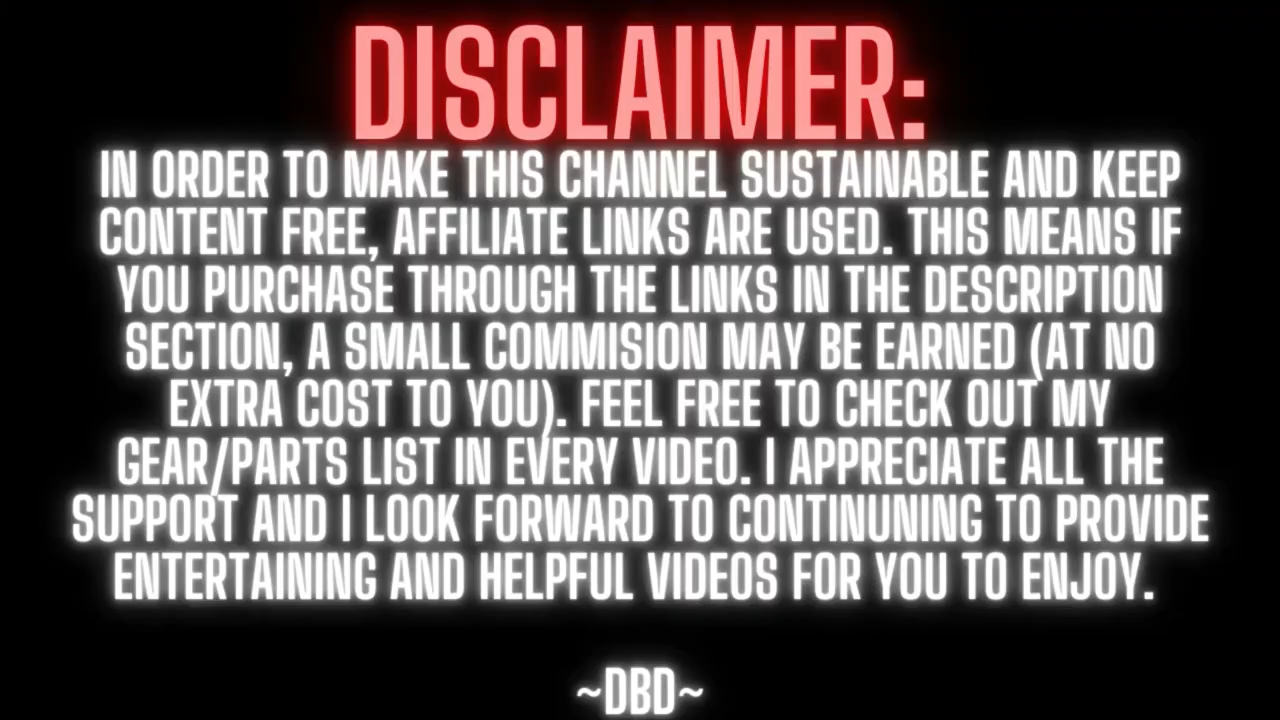 DISCLAIMER:
IN ORDER TO MAKE THIS CHANNEL SUSTAINABLE AND KEEP
CONTENT FREE, AFFILIATE LINKS ARE USED. THIS MEANS IF
YOU PURCHASE THROUGH THE LINKS IN THE DESCRIPTION
SECTION, A SMALL COMMISION MAY BE EARNED (AT NO
EXTRA COST TO YOU). FEEL FREE TO CHECK OUT MY
GEAR/PARTS LIST IN EVERY VIDEO. I APPRECIATE ALL THE
SUPPORT AND I LOOK FORWARD TO CONTINUNING TO PROVIDE
ENTERTAINING AND HELPFUL VIDEOS FOR YOU TO ENJOY.
~DBD~